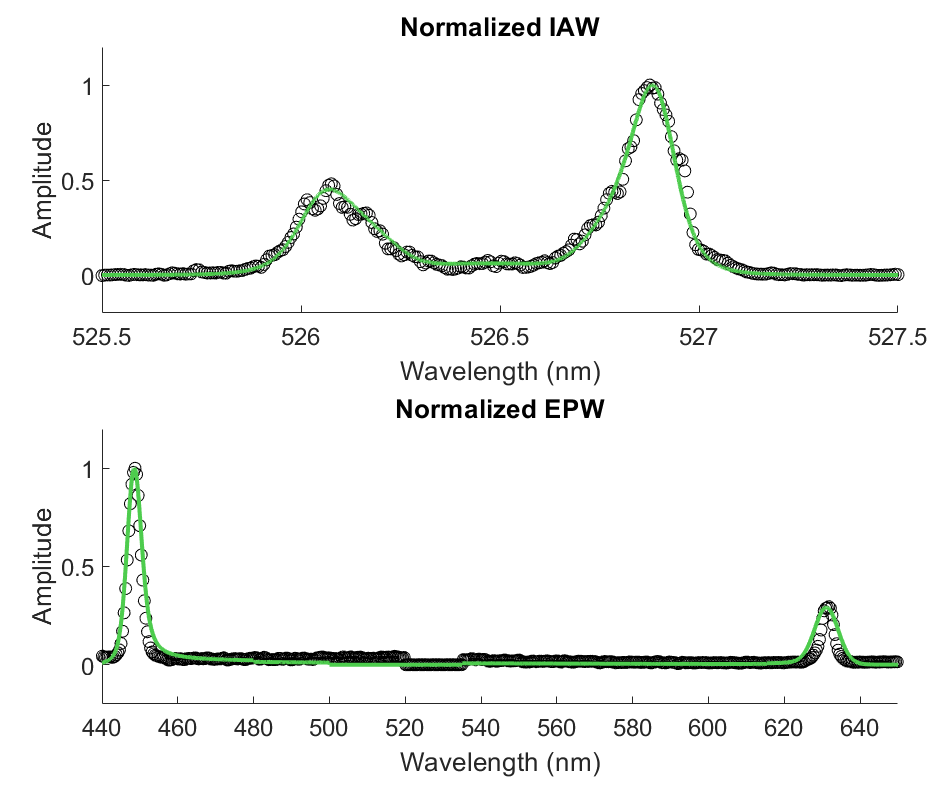 Normalized IAW
1
0.5
0
Amplitude
525.5 526 526.5 527 527.5
Wavelength (nm)
Normalized EPW
1
0.5
0
Amplitude
440 460 480 500 520 540 560 580 600 620 640
Wavelength (nm)